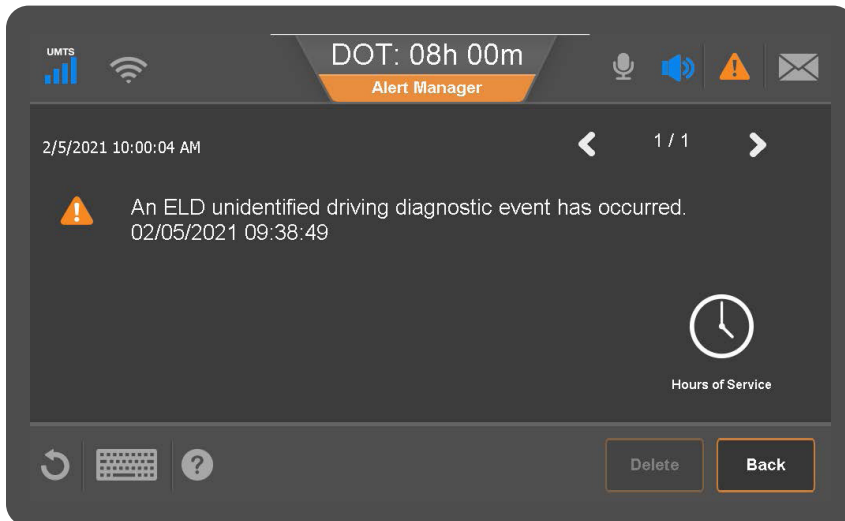 UMTS
DOT: 08h 00m
Alert Manager
2/5/2021 10:00:04 AM
1 / 1
An ELD unidentified driving diagnostic event has occurred.
02/05/2021 09:38:49
Hours of Service
Delete
Back